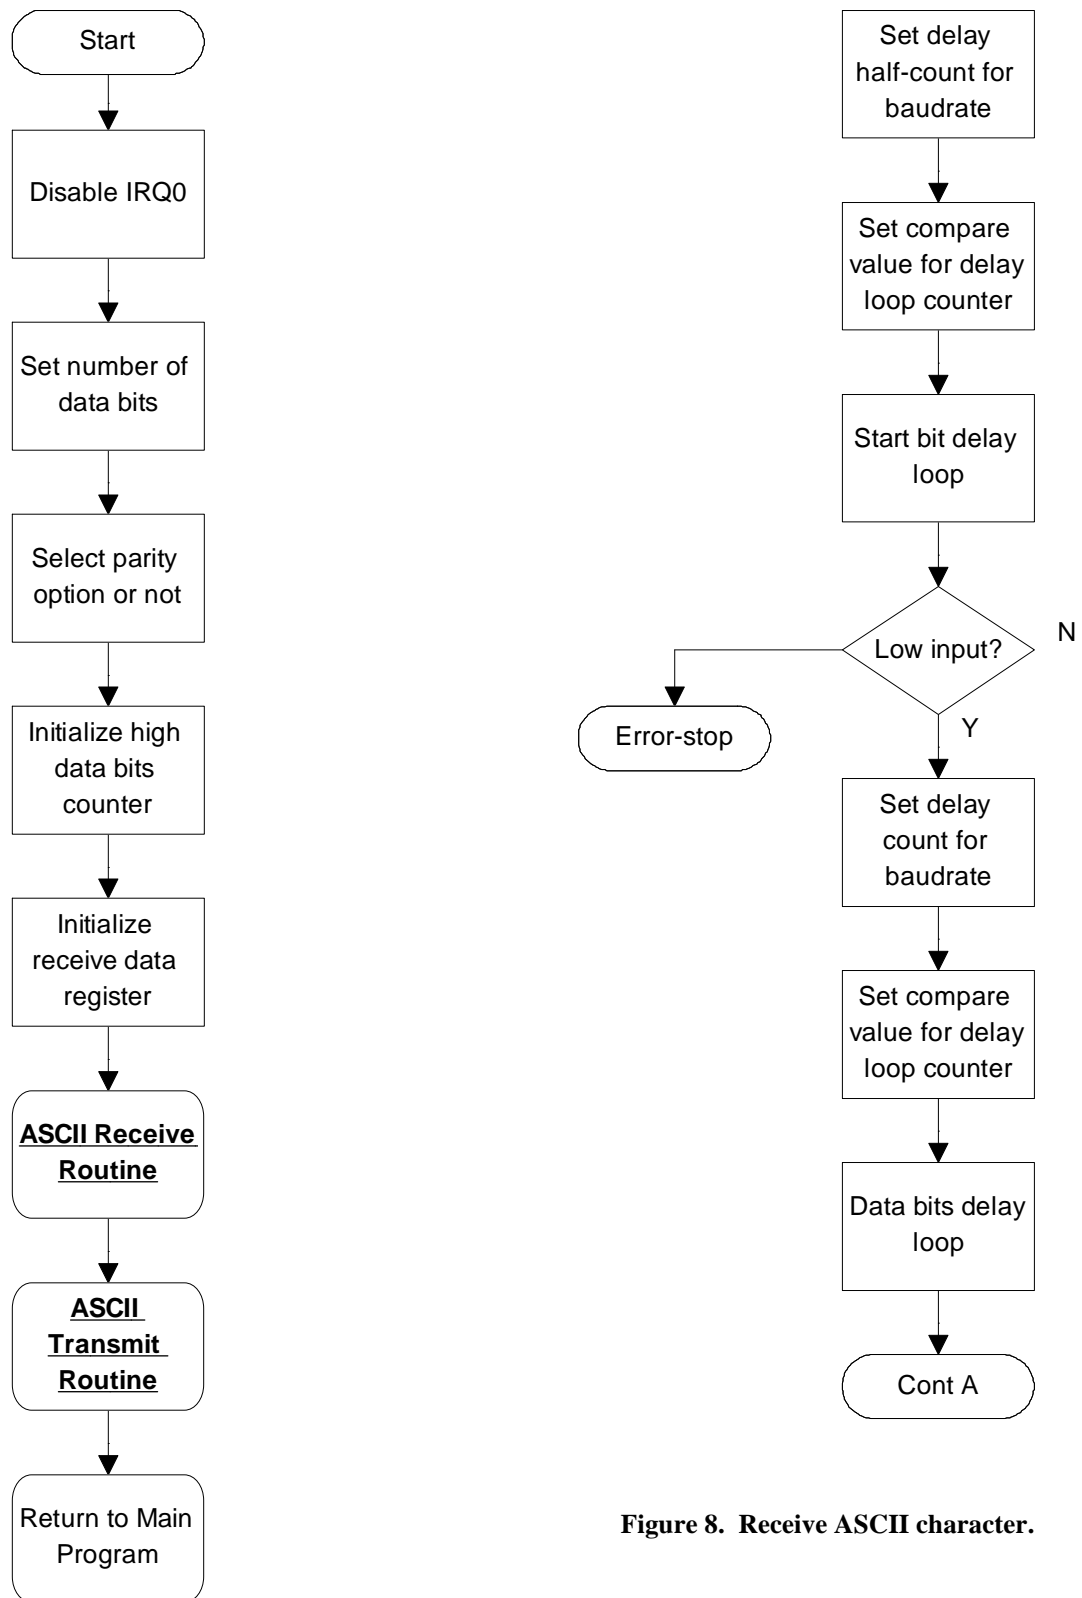 Start
Disable IRQ0
Set number of
data bits
Select parity
option or not
Initialize high
data bits
counter
Initialize
receive data
register
ASCII Receive
Routine
ASCII
Transmit
Routine
Return to Main
Program
Set delay
half-count for
baudrate
Set compare
value for delay
loop counter
Start bit delay
loop
Low input?
N
Y
Error-stop
Set delay
count for
baudrate
Set compare
value for delay
loop counter
Data bits delay
loop
Cont A
Figure 8. Receive ASCII character.